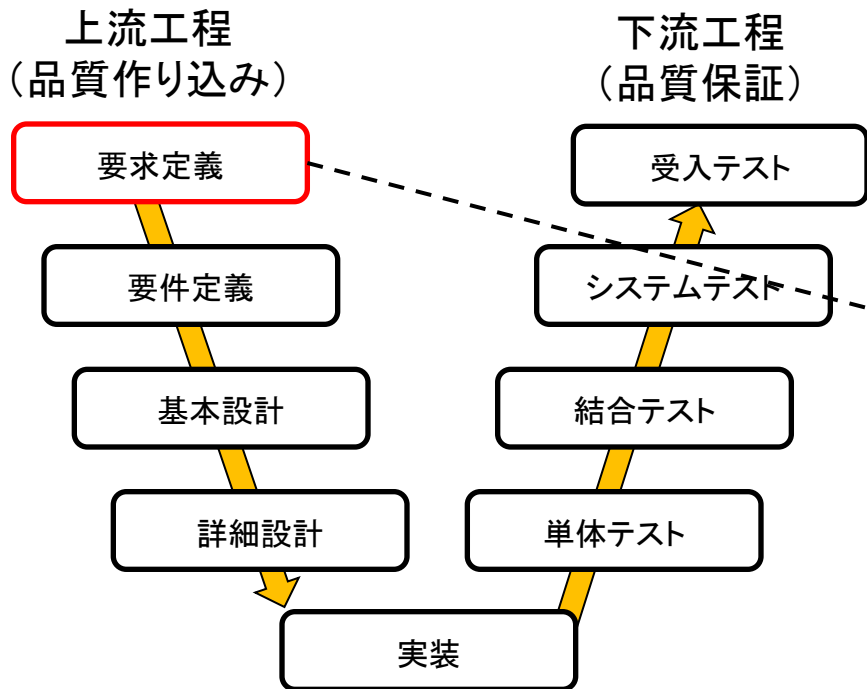 上流工程
（品質作り込み）
要求定義
要件定義
基本設計
詳細設計
実装
下流工程
（品質保証）
受入テスト
システムテスト
結合テスト
単体テスト